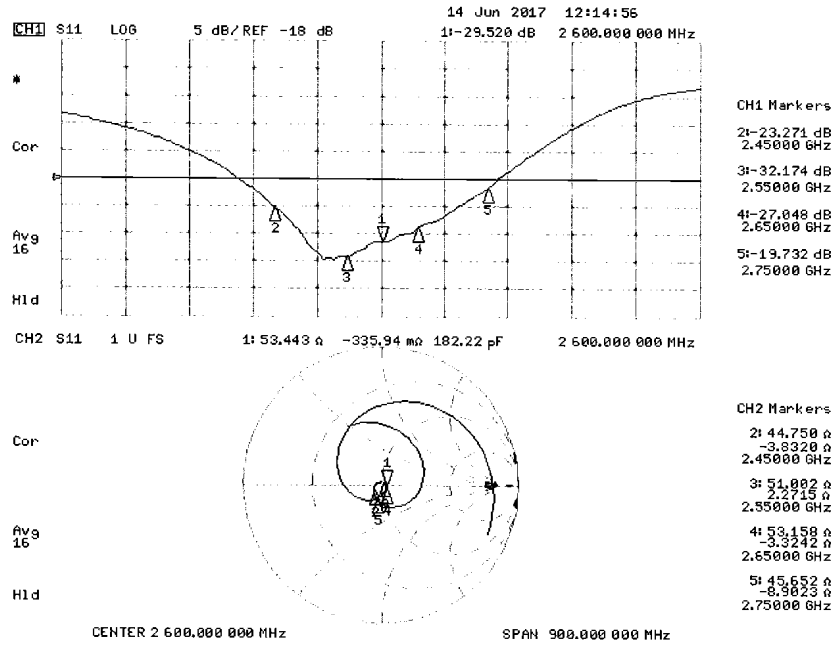 14 Jun 2017 12:14:56
CH1 S11 LOG 5 dB/REF -18 dB 1:-29.520 dB 2 600.000 000 MHz
*
CH1 Markers
2:-23.271 dB
2.45000 GHz
Cor
3:-32.174 dB
2.55000 GHz
4:-27.048 dB
2.65000 GHz
5:-19.732 dB
2.75000 GHz
Avg
16
Hld
1
2
3
4
5
CH2 S11 1 U FS 1:53.443 Ω -335.94 mΩ 182.22 pF 2 600.000 000 MHz
CH2 Markers
2:44.750 Ω
-3.8320 Ω
2.45000 GHz
Cor
3:51.002 Ω
2.2715 Ω
2.55000 GHz
4:53.158 Ω
-3.3242 Ω
2.65000 GHz
5:45.652 Ω
-8.9023 Ω
2.75000 GHz
Avg
16
Hld
1
4
5
CENTER 2 600.000 000 MHz SPAN 900.000 000 MHz